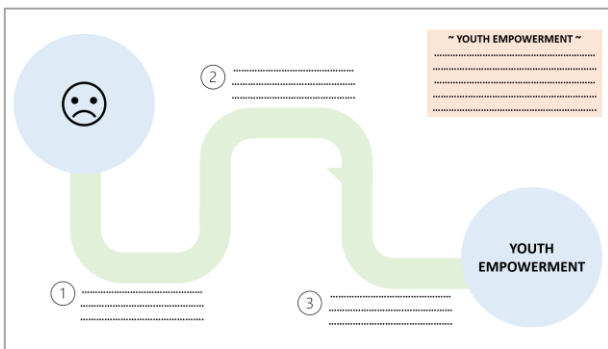 ~ YOUTH EMPOWERMENT ~
2
1
3
YOUTH
EMPOWERMENT